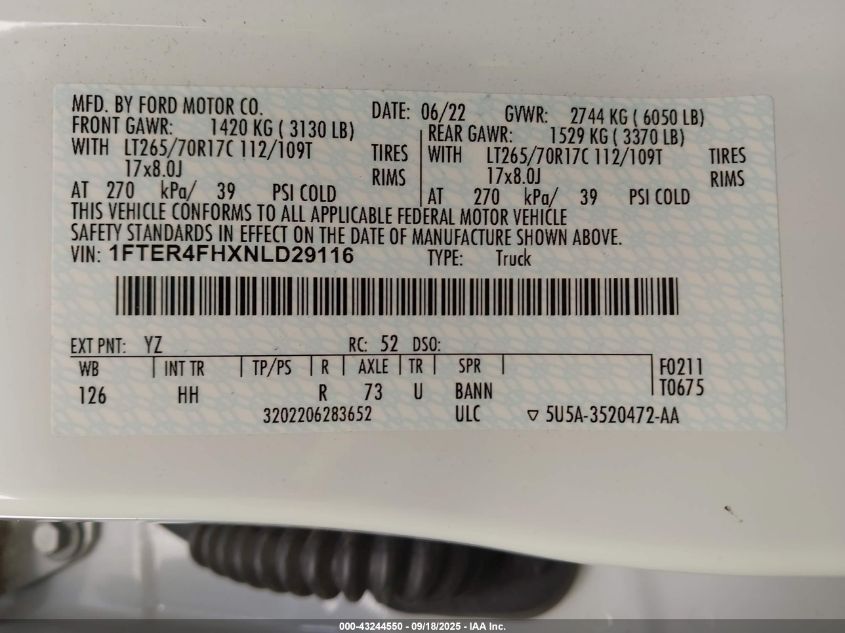 MFD. BY FORD MOTOR CO. DATE: 06/22 GVWR: 2744 KG ( 6050 LB)
FRONT GAWR: 1420 KG ( 3130 LB) REAR GAWR: 1529 KG ( 3370 LB)
WITH LT265/70R17C 112/109T TIRES WITH LT265/70R17C 112/109T TIRES
17x8.0J RIMS 17x8.0J RIMS
AT 270 kPa/ 39 PSI COLD AT 270 kPa/ 39 PSI COLD
THIS VEHICLE CONFORMS TO ALL APPLICABLE FEDERAL MOTOR VEHICLE
SAFETY STANDARDS IN EFFECT ON THE DATE OF MANUFACTURE SHOWN ABOVE.
VIN: 1FTER4FHXNLD29116 TYPE: Truck
EXT PNT: YZ RC: 52 DSO:
WB INT TR TP/PS R AXLE TR SPR F0211
126 HH R 73 U BANN T0675
3202206283652 ULC ▽ 5U5A-3520472-AA
000-43244550 - 09/18/2025 - IAA Inc.